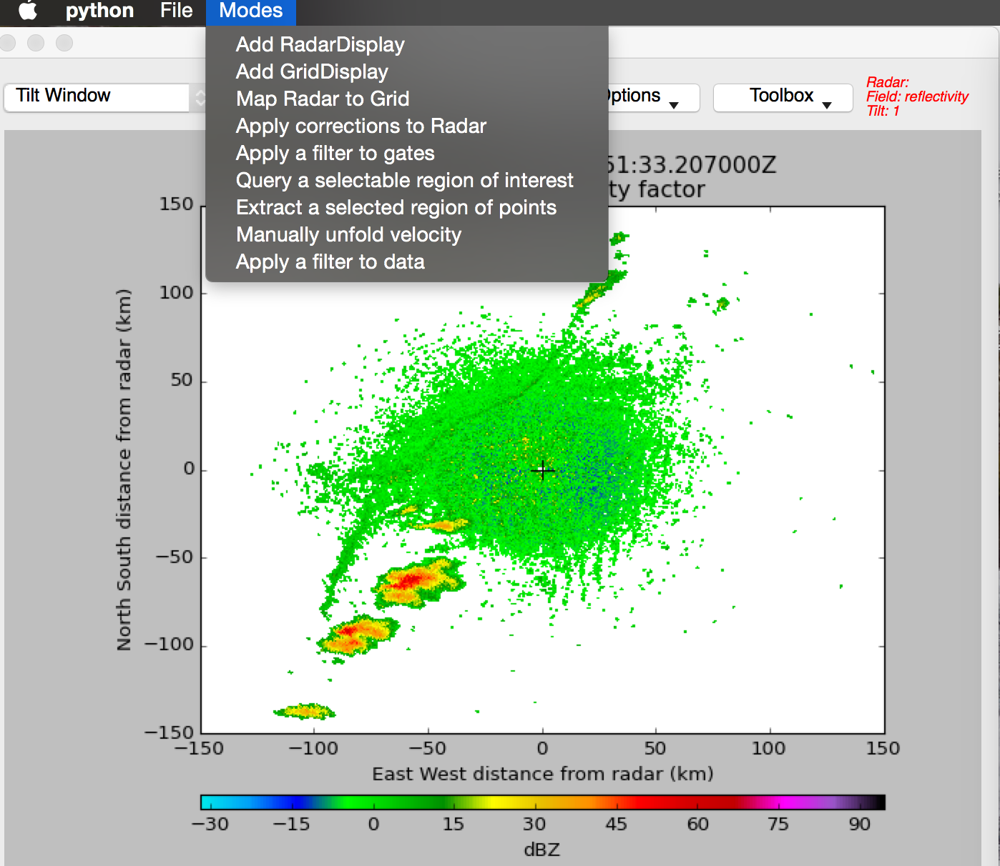 python File Modes
Add RadarDisplay
Add GridDisplay
Map Radar to Grid
Apply corrections to Radar
Apply a filter to gates
Query a selectable region of interest
Extract a selected region of points
Manually unfold velocity
Apply a filter to data
Tilt Window
Toolbox
Radar:
Field: reflectivity
Tilt: 1
51:33.207000Z
factor
North South distance from radar (km)
150
100
50
0
−50
−100
−150
−150 −100 −50 0 50 100 150
East West distance from radar (km)
−30 −15 0 15 30 45 60 75 90
dBZ